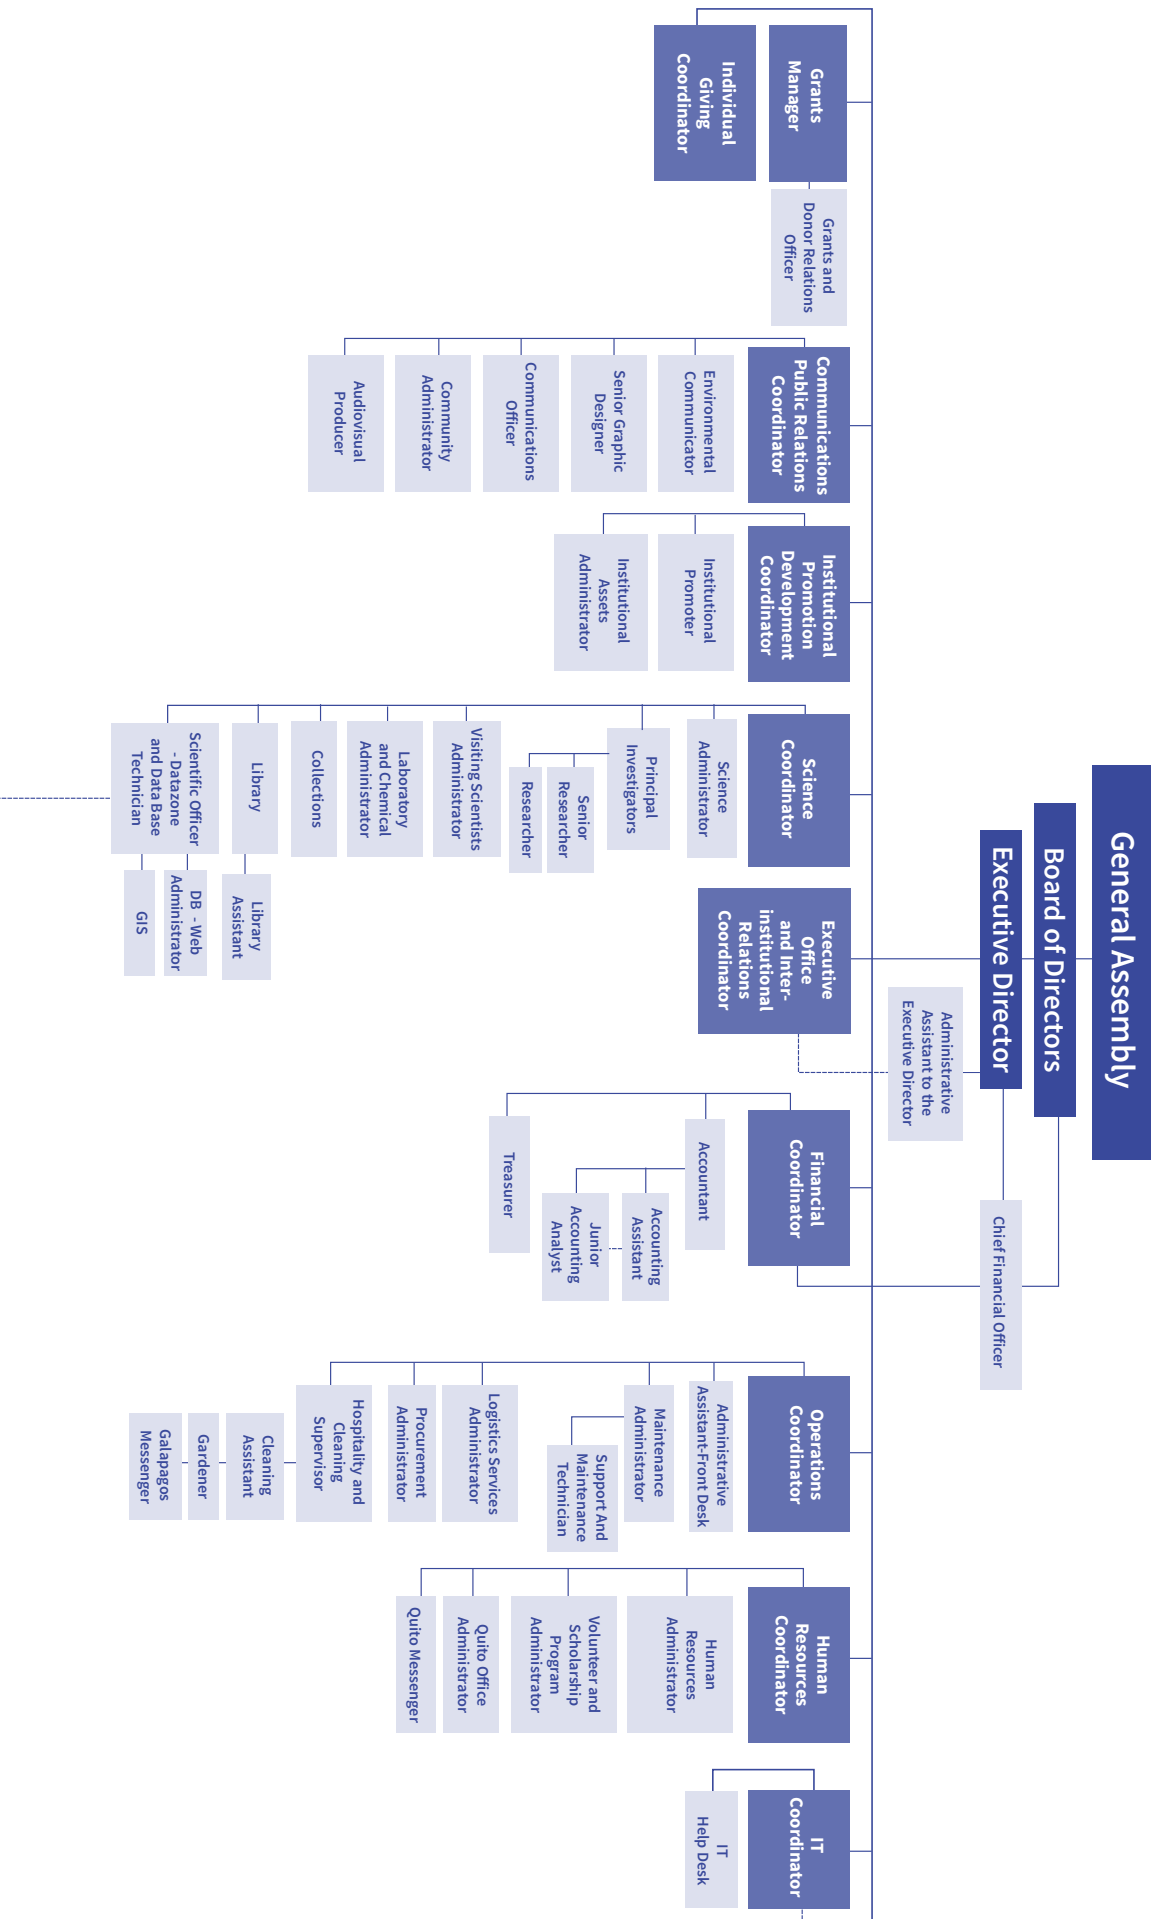 General Assembly
Board of Directors
Executive Director
Chief Financial Officer
Administrative
Assistant to the
Executive Director
Grants
Manager
Grants and
Donor Relations
Officer
Individual
Giving
Coordinator
Communications
Public Relations
Coordinator
Environmental
Communicator
Senior Graphic
Designer
Communications
Officer
Community
Administrator
Audiovisual
Producer
Institutional
Promotion
Development
Coordinator
Institutional
Promoter
Institutional
Assets
Administrator
Science
Coordinator
Science
Administrator
Principal
Investigators
Senior
Researcher
Researcher
Visiting Scientists
Administrator
Laboratory
and Chemical
Administrator
Collections
Library
Library
Assistant
Scientific Officer
- Datazone
and Data Base
Technician
DB - Web
Administrator
GIS
Executive
Office
and Inter-
institutional
Relations
Coordinator
Financial
Coordinator
Accountant
Accounting
Assistant
Junior
Accounting
Analyst
Treasurer
Operations
Coordinator
Administrative
Assistant-Front Desk
Maintenance
Administrator
Support And
Maintenance
Technician
Logistics Services
Administrator
Procurement
Administrator
Hospitality and
Cleaning
Supervisor
Cleaning
Assistant
Gardener
Galapagos
Messenger
Human
Resources
Coordinator
Human
Resources
Administrator
Volunteer and
Scholarship
Program
Administrator
Quito Office
Administrator
Quito Messenger
IT
Coordinator
IT
Help Desk